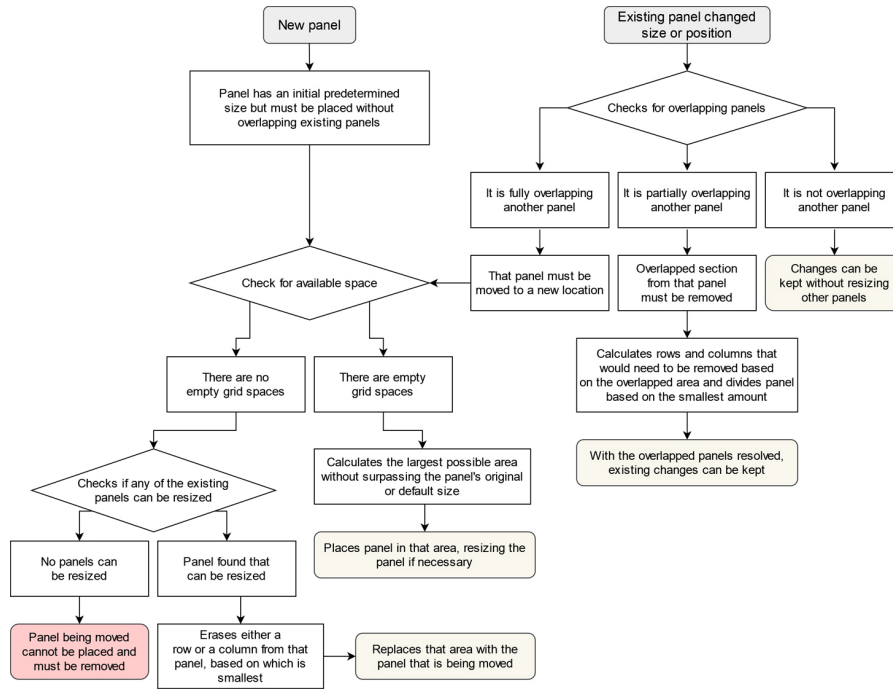 New panel
Existing panel changed
size or position
Panel has an initial predetermined
size but must be placed without
overlapping existing panels
Checks for overlapping panels
It is fully overlapping
another panel
It is partially overlapping
another panel
It is not overlapping
another panel
Check for available space
That panel must be
moved to a new location
Overlapped section
from that panel
must be removed
Changes can be
kept without resizing
other panels
There are no
empty grid spaces
There are empty
grid spaces
Calculates rows and columns that
would need to be removed based
on the overlapped area and divides panel
based on the smallest amount
With the overlapped panels resolved,
existing changes can be kept
Checks if any of the existing
panels can be resized
Calculates the largest possible area
without surpassing the panel's original
or default size
No panels can
be resized
Panel found that
can be resized
Places panel in that area, resizing the
panel if necessary
Panel being moved
cannot be placed and
must be removed
Erases either a
row or a column from that
panel, based on which is
smallest
Replaces that area with the
panel that is being moved